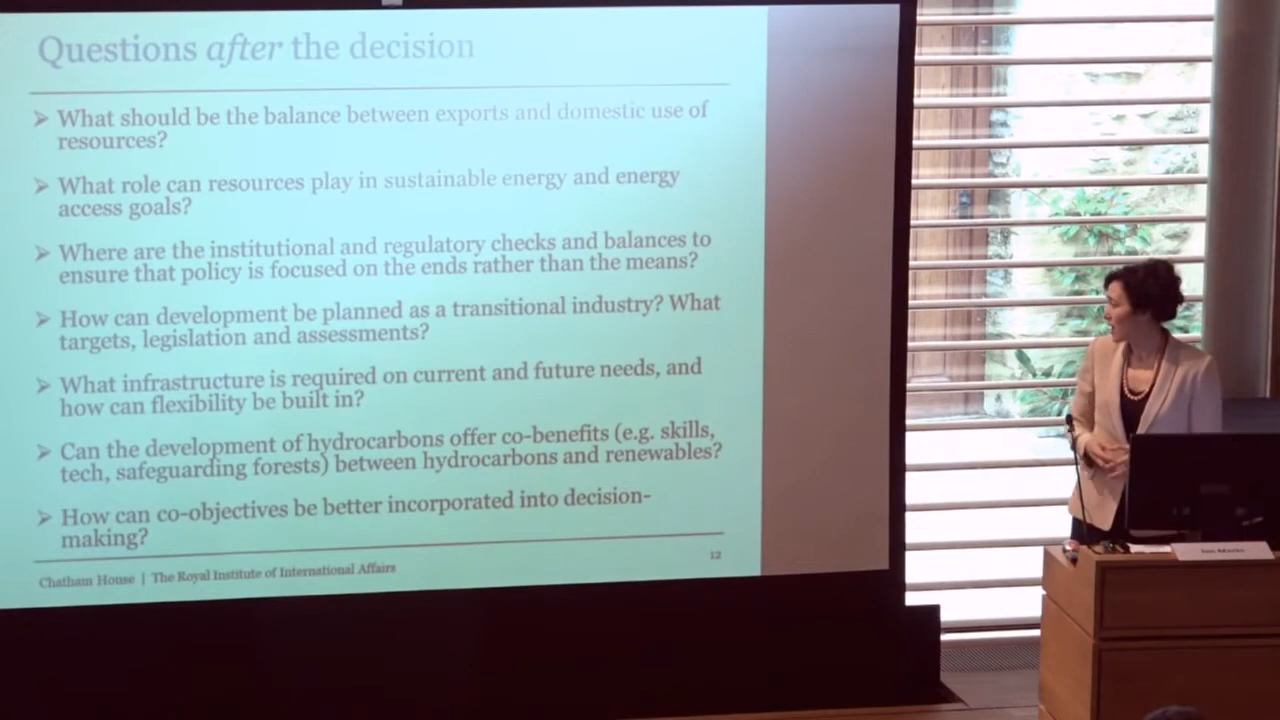 Questions after the decision
➢ What should be the balance between exports and domestic use of
resources?
➢ What role can resources play in sustainable energy and energy
access goals?
➢ Where are the institutional and regulatory checks and balances to
ensure that policy is focused on the ends rather than the means?
➢ How can development be planned as a transitional industry? What
targets, legislation and assessments?
➢ What infrastructure is required on current and future needs, and
how can flexibility be built in?
➢ Can the development of hydrocarbons offer co-benefits (e.g. skills,
tech, safeguarding forests) between hydrocarbons and renewables?
➢ How can co-objectives be better incorporated into decision-
making?
12
Chatham House | The Royal Institute of International Affairs
Jon Marks